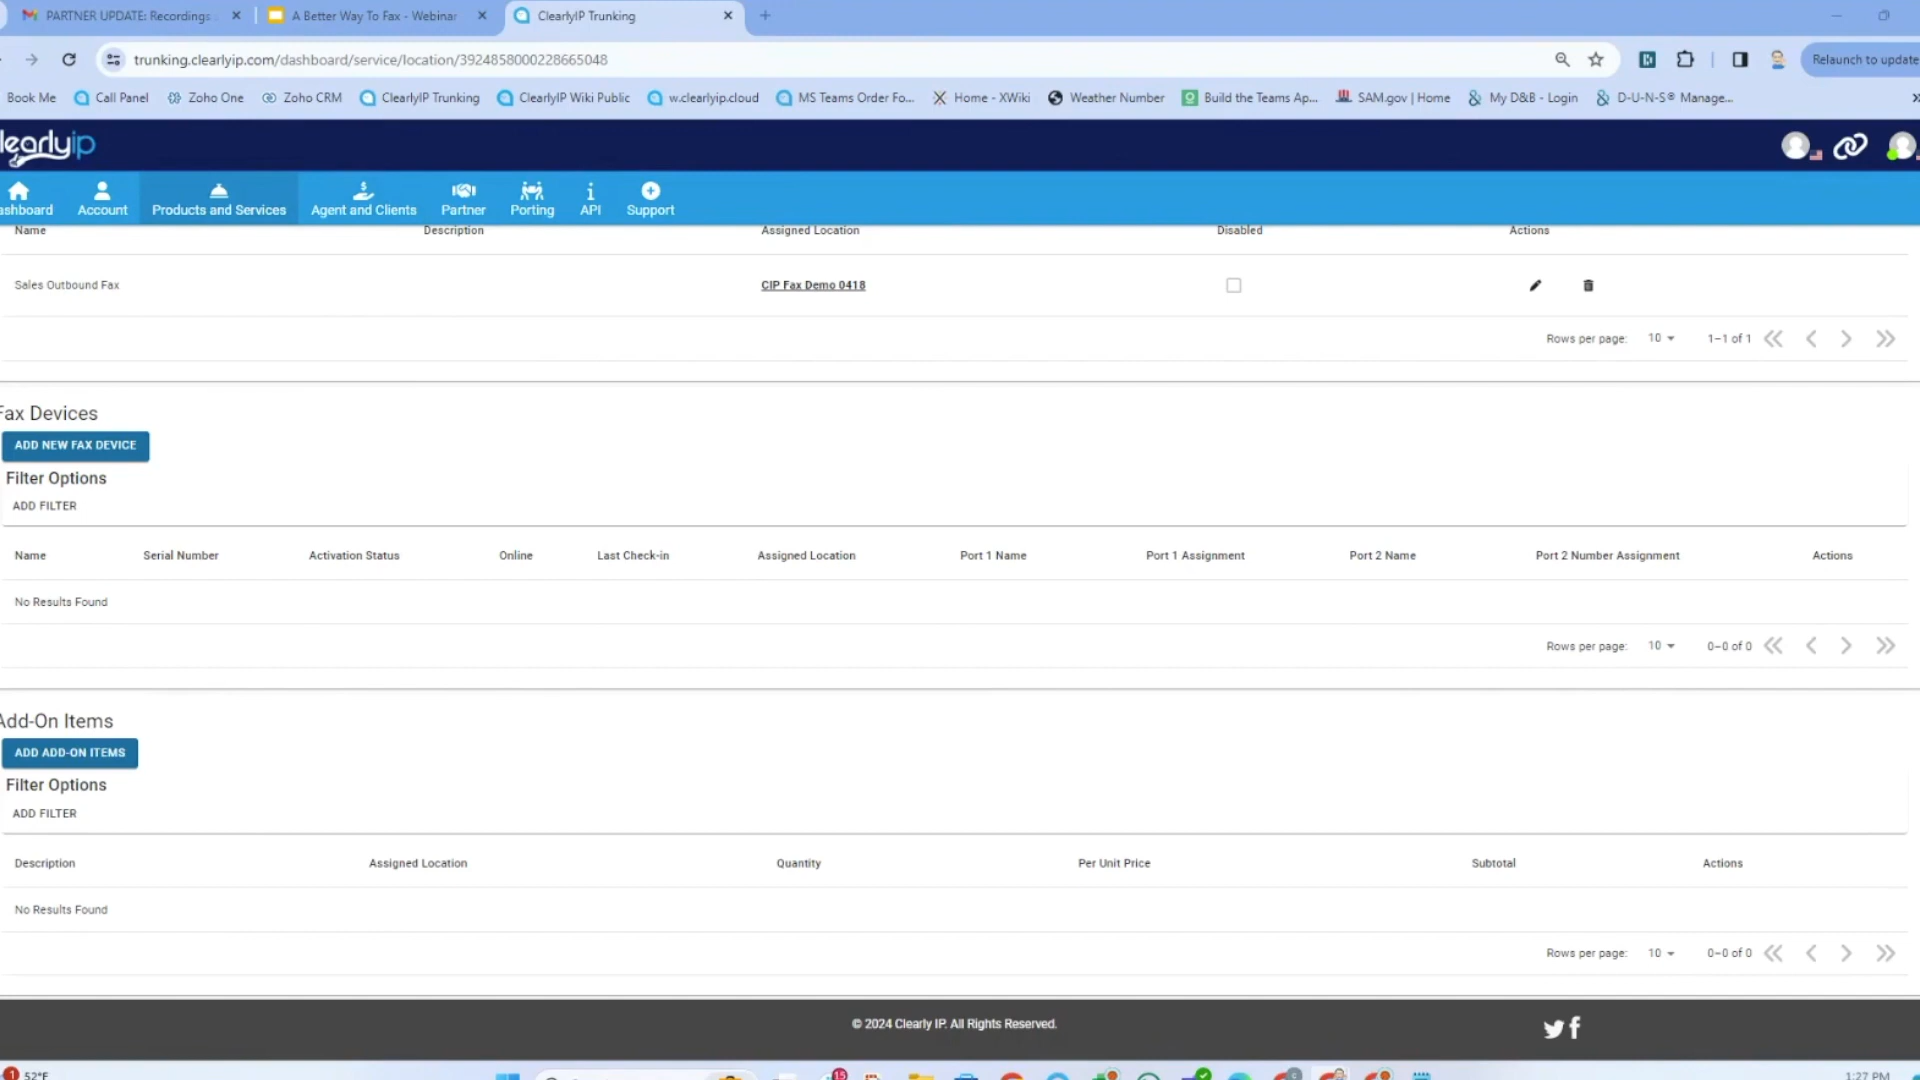 PARTNER UPDATE: Recordings
A Better Way To Fax - Webinar
ClearlyIP Trunking
trunking.clearlyip.com/dashboard/service/location/3924858000228665048
Relaunch to update
Book Me
Call Panel
Zoho One
Zoho CRM
ClearlyIP Trunking
ClearlyIP Wiki Public
w.clearlyip.cloud
MS Teams Order Fo...
Home - XWiki
Weather Number
Build the Teams Ap...
SAM.gov | Home
My D&B - Login
D-U-N-S® Manage...
learlyip
ashboard
Account
Products and Services
Agent and Clients
Partner
Porting
API
Support
Name Description Assigned Location Disabled Actions
Sales Outbound Fax CIP Fax Demo 0418
Rows per page: 10 1-1 of 1
Fax Devices
ADD NEW FAX DEVICE
Filter Options
ADD FILTER
Name Serial Number Activation Status Online Last Check-in Assigned Location Port 1 Name Port 1 Assignment Port 2 Name Port 2 Number Assignment Actions
No Results Found
Rows per page: 10 0-0 of 0
Add-On Items
ADD ADD-ON ITEMS
Filter Options
ADD FILTER
Description Assigned Location Quantity Per Unit Price Subtotal Actions
No Results Found
Rows per page: 10 0-0 of 0
© 2024 Clearly IP. All Rights Reserved.
1 52°F
15
1:27 PM